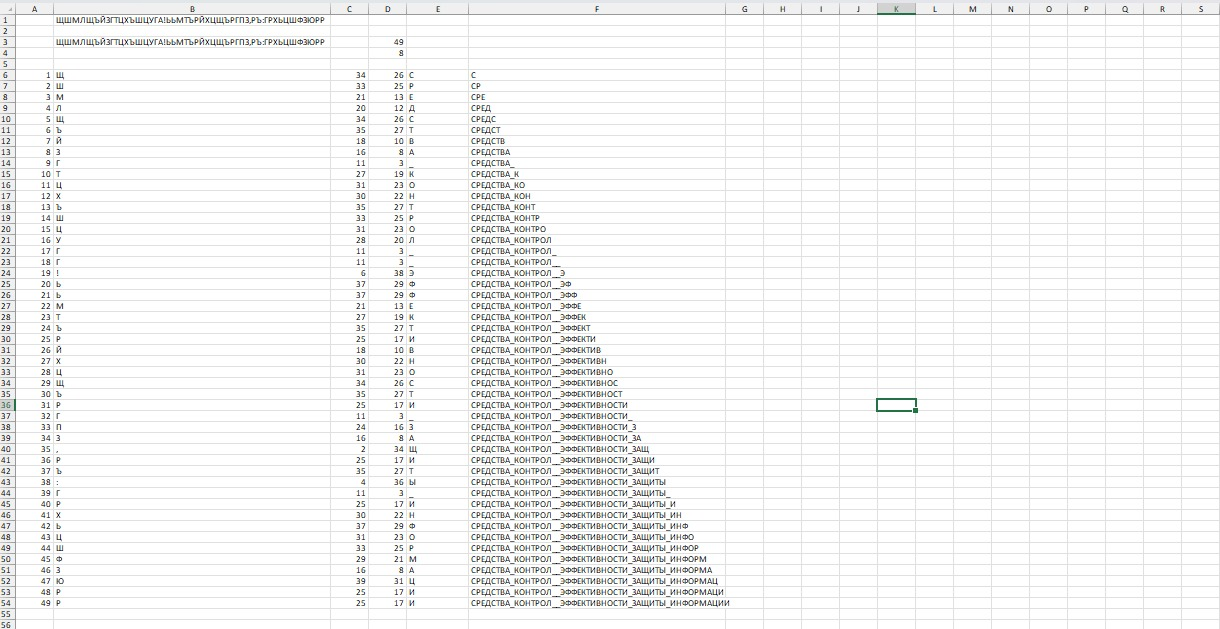 A B C D E F G H I J K L M N O P Q R S
1 ЩШМЛЩЪЙЗГТЦХЪШЦУГГ!ЬЬМТЪРЙХЦЩЪРГПЗ,РЪ:ГРХЬЦШФЗЮРР
2
3 ЩШМЛЩЪЙЗГТЦХЪШЦУГГ!ЬЬМТЪРЙХЦЩЪРГПЗ,РЪ:ГРХЬЦШФЗЮРР 49
4 8
5
6 1 Щ 34 26 С С
7 2 Ш 33 25 Р СР
8 3 М 21 13 Е СРЕ
9 4 Л 20 12 Д СРЕД
10 5 Щ 34 26 С СРЕДС
11 6 Ъ 35 27 Т СРЕДСТ
12 7 Й 18 10 В СРЕДСТВ
13 8 З 16 8 А СРЕДСТВА
14 9 Г 11 3 _ СРЕДСТВА_
15 10 Т 27 19 К СРЕДСТВА_К
16 11 Ц 31 23 О СРЕДСТВА_КО
17 12 Х 30 22 Н СРЕДСТВА_КОН
18 13 Ъ 35 27 Т СРЕДСТВА_КОНТ
19 14 Ш 33 25 Р СРЕДСТВА_КОНТР
20 15 Ц 31 23 О СРЕДСТВА_КОНТРО
21 16 У 28 20 Л СРЕДСТВА_КОНТРОЛ
22 17 Г 11 3 _ СРЕДСТВА_КОНТРОЛ_
23 18 Г 11 3 _ СРЕДСТВА_КОНТРОЛ__
24 19 ! 6 38 Э СРЕДСТВА_КОНТРОЛ__Э
25 20 Ь 37 29 Ф СРЕДСТВА_КОНТРОЛ__ЭФ
26 21 Ь 37 29 Ф СРЕДСТВА_КОНТРОЛ__ЭФФ
27 22 М 21 13 Е СРЕДСТВА_КОНТРОЛ__ЭФФЕ
28 23 Т 27 19 К СРЕДСТВА_КОНТРОЛ__ЭФФЕК
29 24 Ъ 35 27 Т СРЕДСТВА_КОНТРОЛ__ЭФФЕКТ
30 25 Р 25 17 И СРЕДСТВА_КОНТРОЛ__ЭФФЕКТИ
31 26 Й 18 10 В СРЕДСТВА_КОНТРОЛ__ЭФФЕКТИВ
32 27 Х 30 22 Н СРЕДСТВА_КОНТРОЛ__ЭФФЕКТИВН
33 28 Ц 31 23 О СРЕДСТВА_КОНТРОЛ__ЭФФЕКТИВНО
34 29 Щ 34 26 С СРЕДСТВА_КОНТРОЛ__ЭФФЕКТИВНОС
35 30 Ъ 35 27 Т СРЕДСТВА_КОНТРОЛ__ЭФФЕКТИВНОСТ
36 31 Р 25 17 И СРЕДСТВА_КОНТРОЛ__ЭФФЕКТИВНОСТИ
37 32 Г 11 3 _ СРЕДСТВА_КОНТРОЛ__ЭФФЕКТИВНОСТИ_
38 33 П 24 16 З СРЕДСТВА_КОНТРОЛ__ЭФФЕКТИВНОСТИ_З
39 34 З 16 8 А СРЕДСТВА_КОНТРОЛ__ЭФФЕКТИВНОСТИ_ЗА
40 35 , 2 34 Щ СРЕДСТВА_КОНТРОЛ__ЭФФЕКТИВНОСТИ_ЗАЩ
41 36 Р 25 17 И СРЕДСТВА_КОНТРОЛ__ЭФФЕКТИВНОСТИ_ЗАЩИ
42 37 Ъ 35 27 Т СРЕДСТВА_КОНТРОЛ__ЭФФЕКТИВНОСТИ_ЗАЩИТ
43 38 : 4 36 Ы СРЕДСТВА_КОНТРОЛ__ЭФФЕКТИВНОСТИ_ЗАЩИТЫ
44 39 Г 11 3 _ СРЕДСТВА_КОНТРОЛ__ЭФФЕКТИВНОСТИ_ЗАЩИТЫ_
45 40 Р 25 17 И СРЕДСТВА_КОНТРОЛ__ЭФФЕКТИВНОСТИ_ЗАЩИТЫ_И
46 41 Х 30 22 Н СРЕДСТВА_КОНТРОЛ__ЭФФЕКТИВНОСТИ_ЗАЩИТЫ_ИН
47 42 Ь 37 29 Ф СРЕДСТВА_КОНТРОЛ__ЭФФЕКТИВНОСТИ_ЗАЩИТЫ_ИНФ
48 43 Ц 31 23 О СРЕДСТВА_КОНТРОЛ__ЭФФЕКТИВНОСТИ_ЗАЩИТЫ_ИНФО
49 44 Ш 33 25 Р СРЕДСТВА_КОНТРОЛ__ЭФФЕКТИВНОСТИ_ЗАЩИТЫ_ИНФОР
50 45 Ф 29 21 М СРЕДСТВА_КОНТРОЛ__ЭФФЕКТИВНОСТИ_ЗАЩИТЫ_ИНФОРМ
51 46 З 16 8 А СРЕДСТВА_КОНТРОЛ__ЭФФЕКТИВНОСТИ_ЗАЩИТЫ_ИНФОРМА
52 47 Ю 39 31 Ц СРЕДСТВА_КОНТРОЛ__ЭФФЕКТИВНОСТИ_ЗАЩИТЫ_ИНФОРМАЦ
53 48 Р 25 17 И СРЕДСТВА_КОНТРОЛ__ЭФФЕКТИВНОСТИ_ЗАЩИТЫ_ИНФОРМАЦИ
54 49 Р 25 17 И СРЕДСТВА_КОНТРОЛ__ЭФФЕКТИВНОСТИ_ЗАЩИТЫ_ИНФОРМАЦИИ
55
56